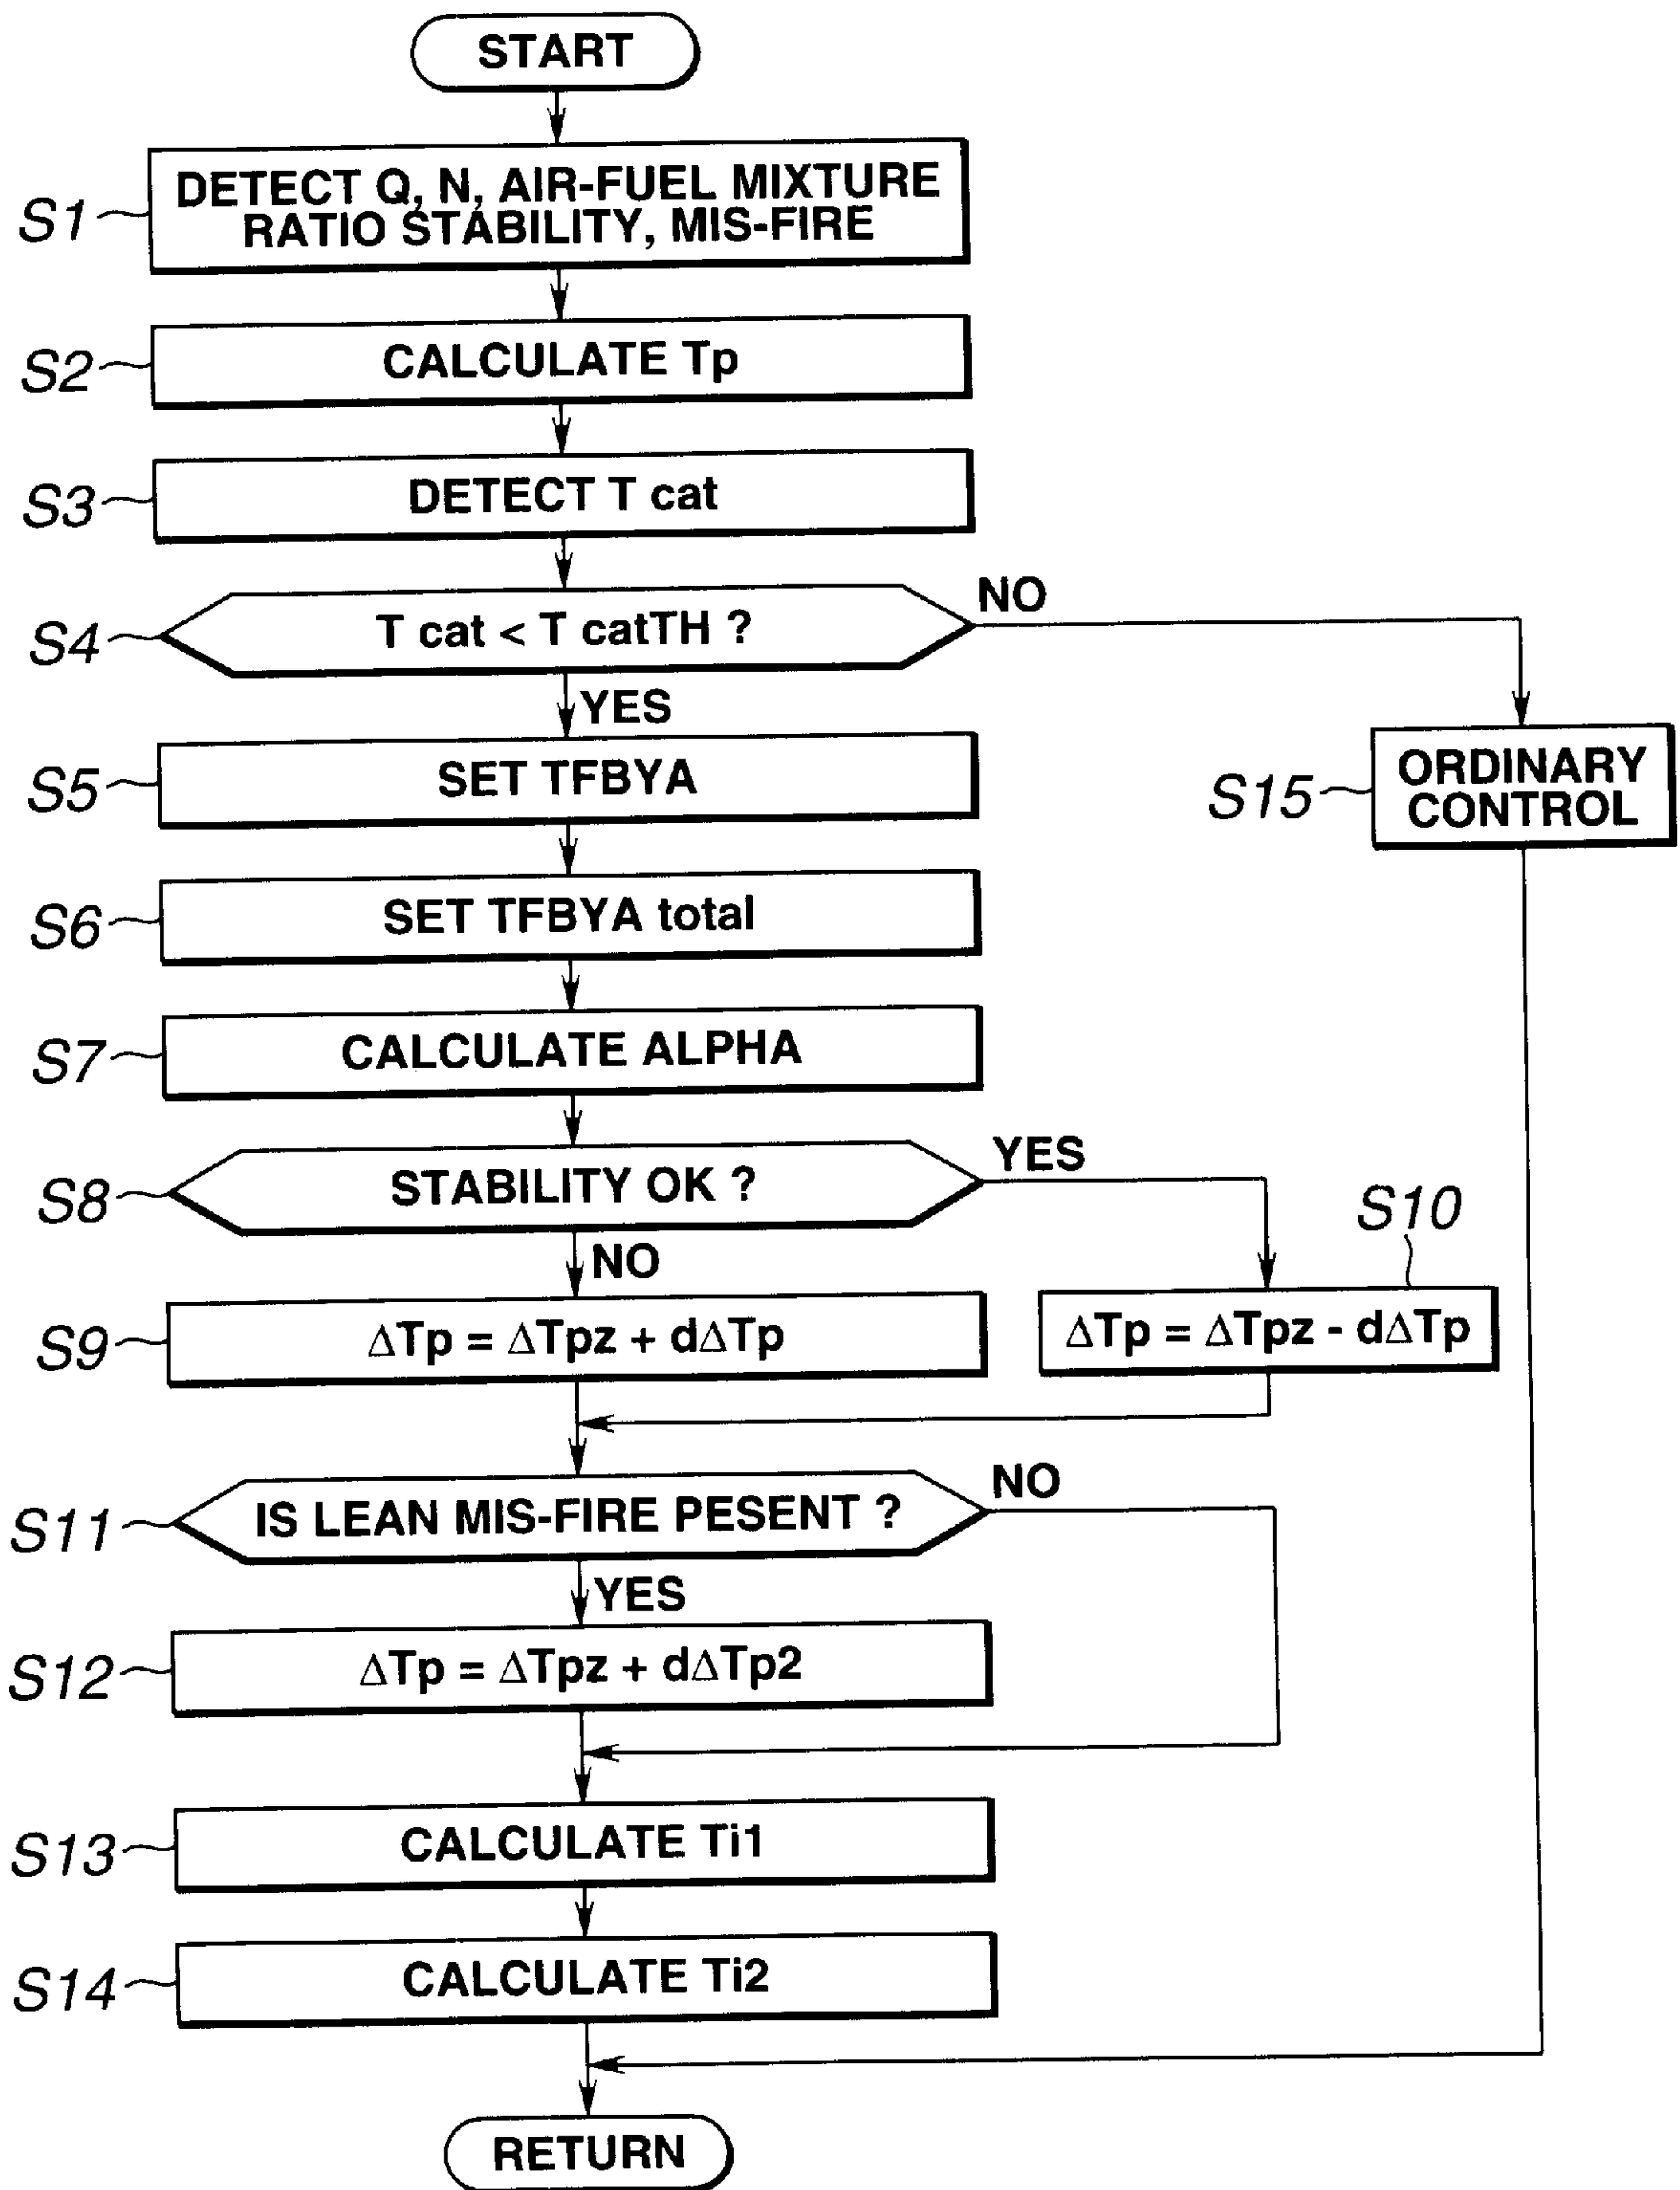 START
S1
DETECT Q, N, AIR-FUEL MIXTURE
RATIO STABILITY, MIS-FIRE
S2
CALCULATE Tp
S3
DETECT T cat
S4
T cat < T catTH ?
NO
YES
S5
SET TFBYA
S15
ORDINARY
CONTROL
S6
SET TFBYA total
S7
CALCULATE ALPHA
S8
STABILITY OK ?
YES
NO
S9
ΔTp = ΔTpz + dΔTp
S10
ΔTp = ΔTpz - dΔTp
S11
IS LEAN MIS-FIRE PESENT ?
NO
YES
S12
ΔTp = ΔTpz + dΔTp2
S13
CALCULATE Ti1
S14
CALCULATE Ti2
RETURN